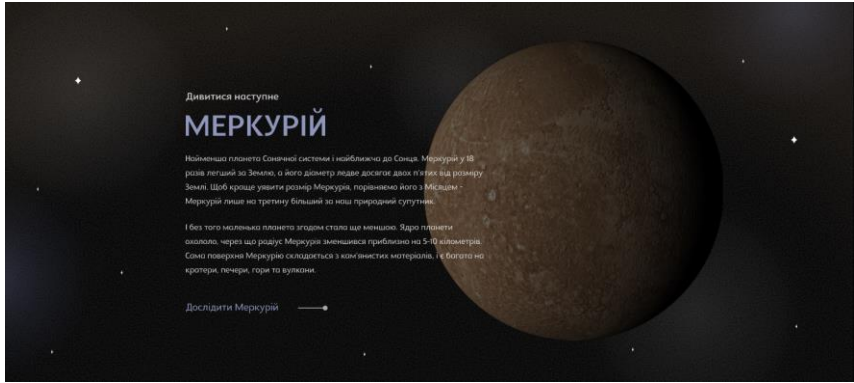 Дивитися наступне
МЕРКУРІЙ
Найменша планета Сонячної системи і найближча до Сонця. Меркурій у 18
разів легший за Землю, а його діаметр ледве досягає двох п'ятих від розміру
Землі. Щоб краще уявити розмір Меркурія, порівняємо його з Місяцем -
Меркурій лише на третину більший за наш природний супутник.
І без того маленька планета згодом стала ще меншою. Ядро планети
охололо, через що радіус Меркурія зменшився приблизно на 5-10 кілометрів.
Сама поверхня Меркурію складається з кам'янистих матеріалів, і є багата на
кратери, печери, гори та вулкани.
Дослідити Меркурій